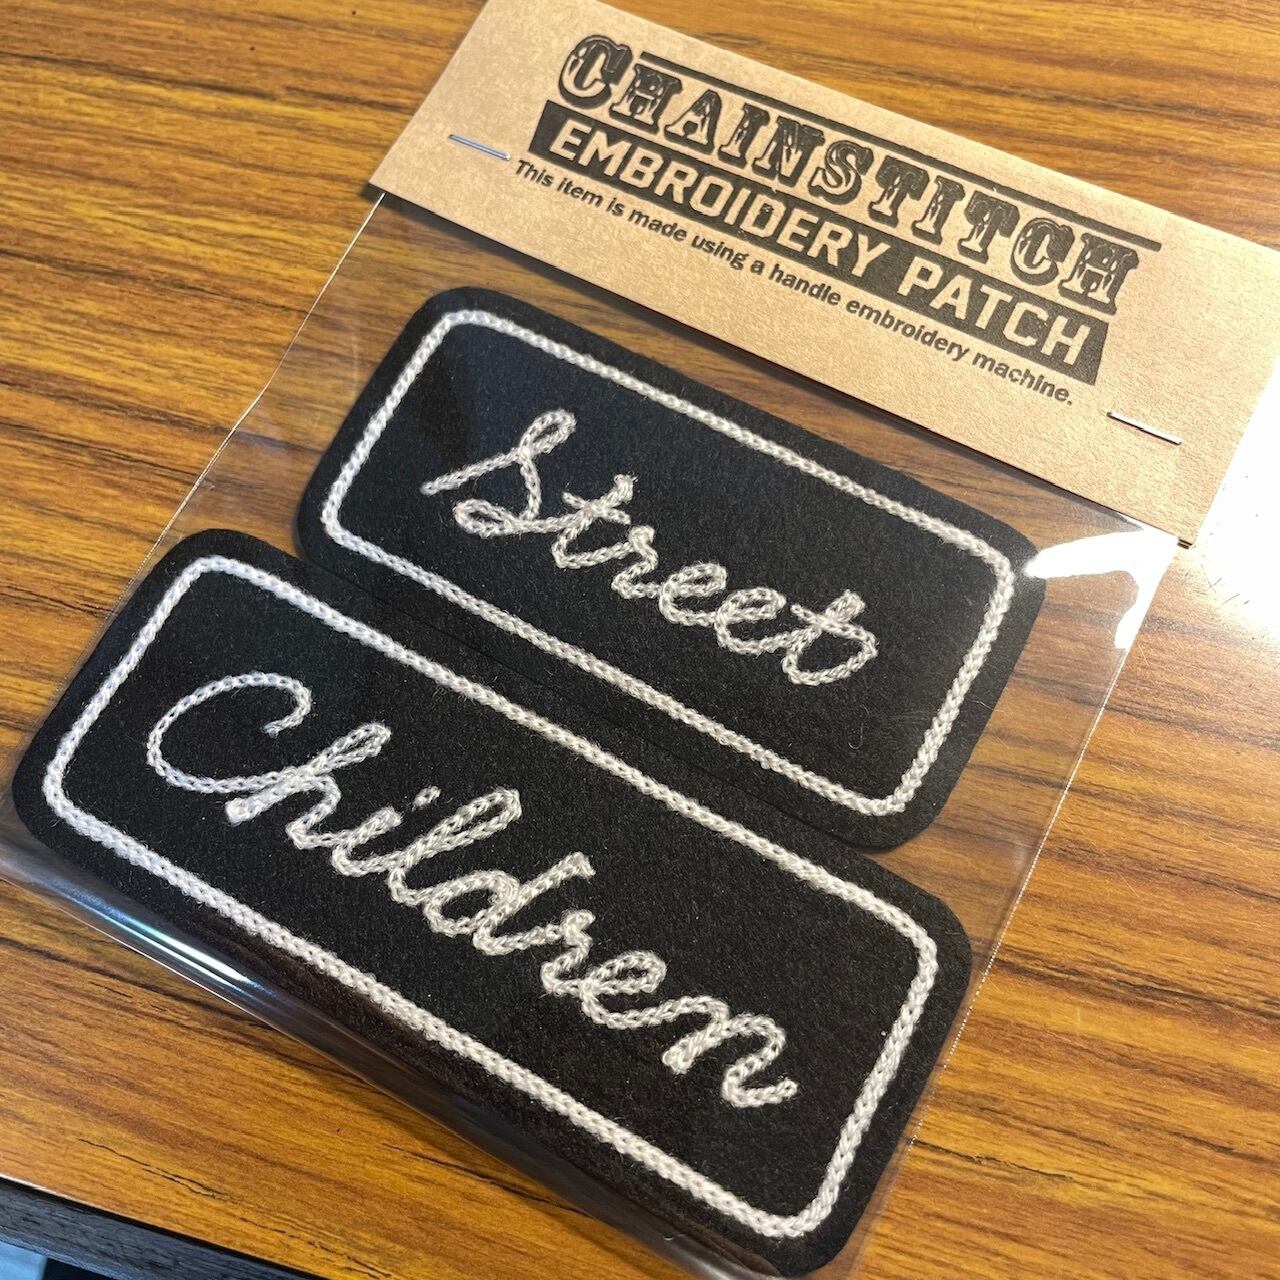 CHAINSTITCH
EMBROIDERY PATCH
This item is made using a handle embroidery machine.
Street
Children